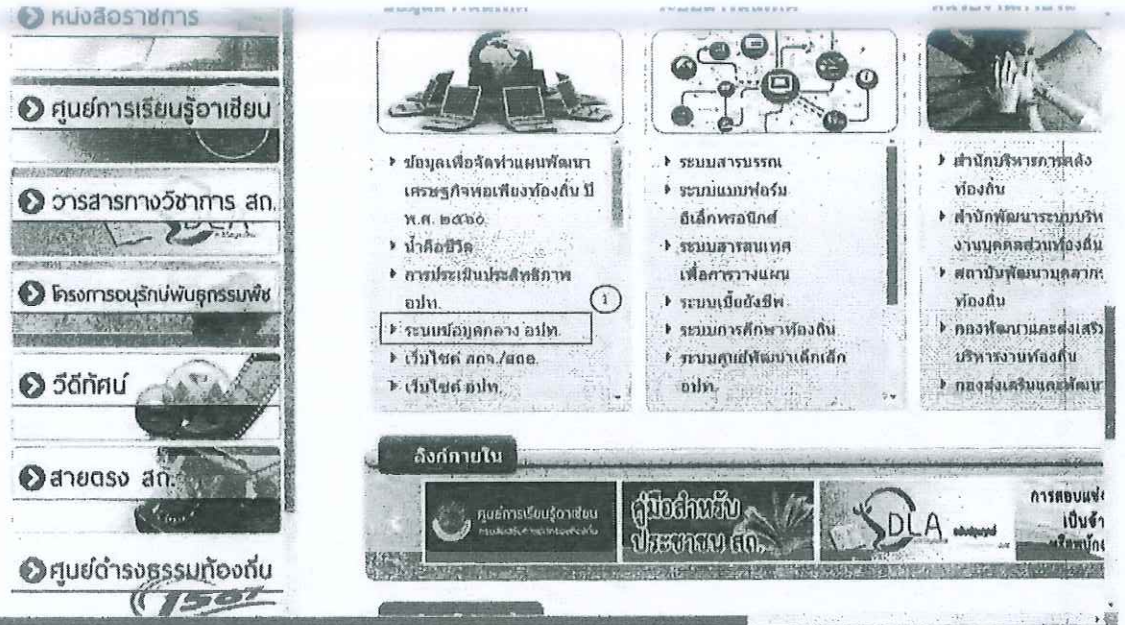 หนังสือราชการ
ศูนย์การเรียนรู้อาเซียน
วารสารทางวิชาการ สถ.
DLA
โครงการอนุรักษ์พันธุกรรมพืช
วีดีทัศน์
สายตรง สถ.
ศูนย์ดำรงธรรมท้องถิ่น
1567
ข้อมูลเพื่อจัดทำแผนพัฒนา
เศรษฐกิจพอเพียงท้องถิ่น ปี
พ.ศ. ๒๕๖๐
น้ำคือชีวิต
การประเมินประสิทธิภาพ
อปท.
1
ระบบข้อมูลกลาง อปท.
เว็บไซต์ สถจ./สถอ.
เว็บไซต์ อปท.
ระบบสารบรรณ
ระบบแบบฟอร์ม
อิเล็กทรอนิกส์
ระบบสารสนเทศ
เพื่อการวางแผน
ระบบเบี้ยยังชีพ
ระบบการศึกษาท้องถิ่น
ระบบศูนย์พัฒนาเด็กเล็ก
อปท.
สำนักบริหารการคลัง
ท้องถิ่น
สำนักพัฒนาระบบบริห
งานบุคคลส่วนท้องถิ่น
สถาบันพัฒนาบุคลาก
ท้องถิ่น
กองพัฒนาและส่งเสริ
บริหารงานท้องถิ่น
กองส่งเสริมและพัฒนา
ลิงก์ภายใน
ศูนย์การเรียนรู้อาเซียน
คู่มือสำหรับ
ประชาชน สถ.
DLA
การสอบแข่ง
เป็นข้า